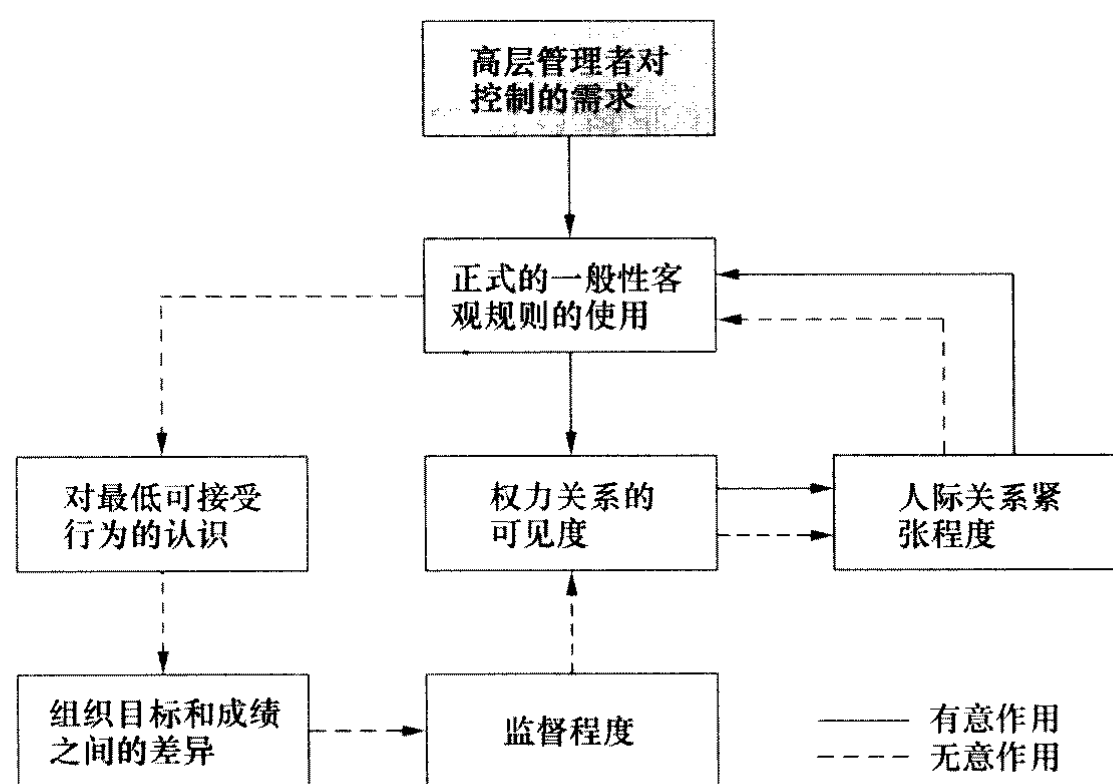 高层管理者对
控制的需求
正式的一般性客
观规则的使用
对最低可接受
行为的认识
权力关系的
可见度
人际关系紧
张程度
组织目标和成绩
之间的差异
监督程度
有意作用
无意作用